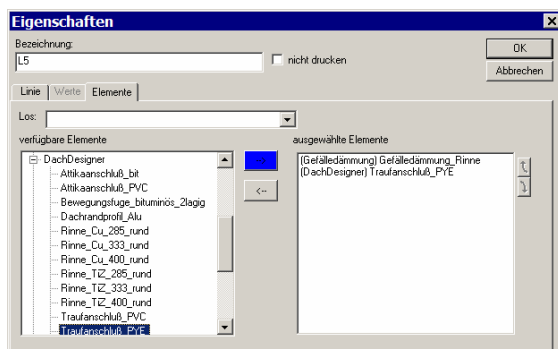 Eigenschaften
Bezeichnung:
L5
nicht drucken
OK
Abbrechen
Linie Werte Elemente
Los:
verfügbare Elemente
ausgewählte Elemente
DachDesigner
Attikaanschluß_bit
Attikaanschluß_PVC
Bewegungsfuge_bituminös_2lagig
Dachrandprofil_Alu
Rinne_Cu_285_rund
Rinne_Cu_333_rund
Rinne_Cu_400_rund
Rinne_TiZ_285_rund
Rinne_TiZ_333_rund
Rinne_TiZ_400_rund
Traufanschluß_PVC
Traufanschluß_PYE
-->
<--
(Gefälledämmung) Gefälledämmung_Rinne
(DachDesigner) Traufanschluß_PYE